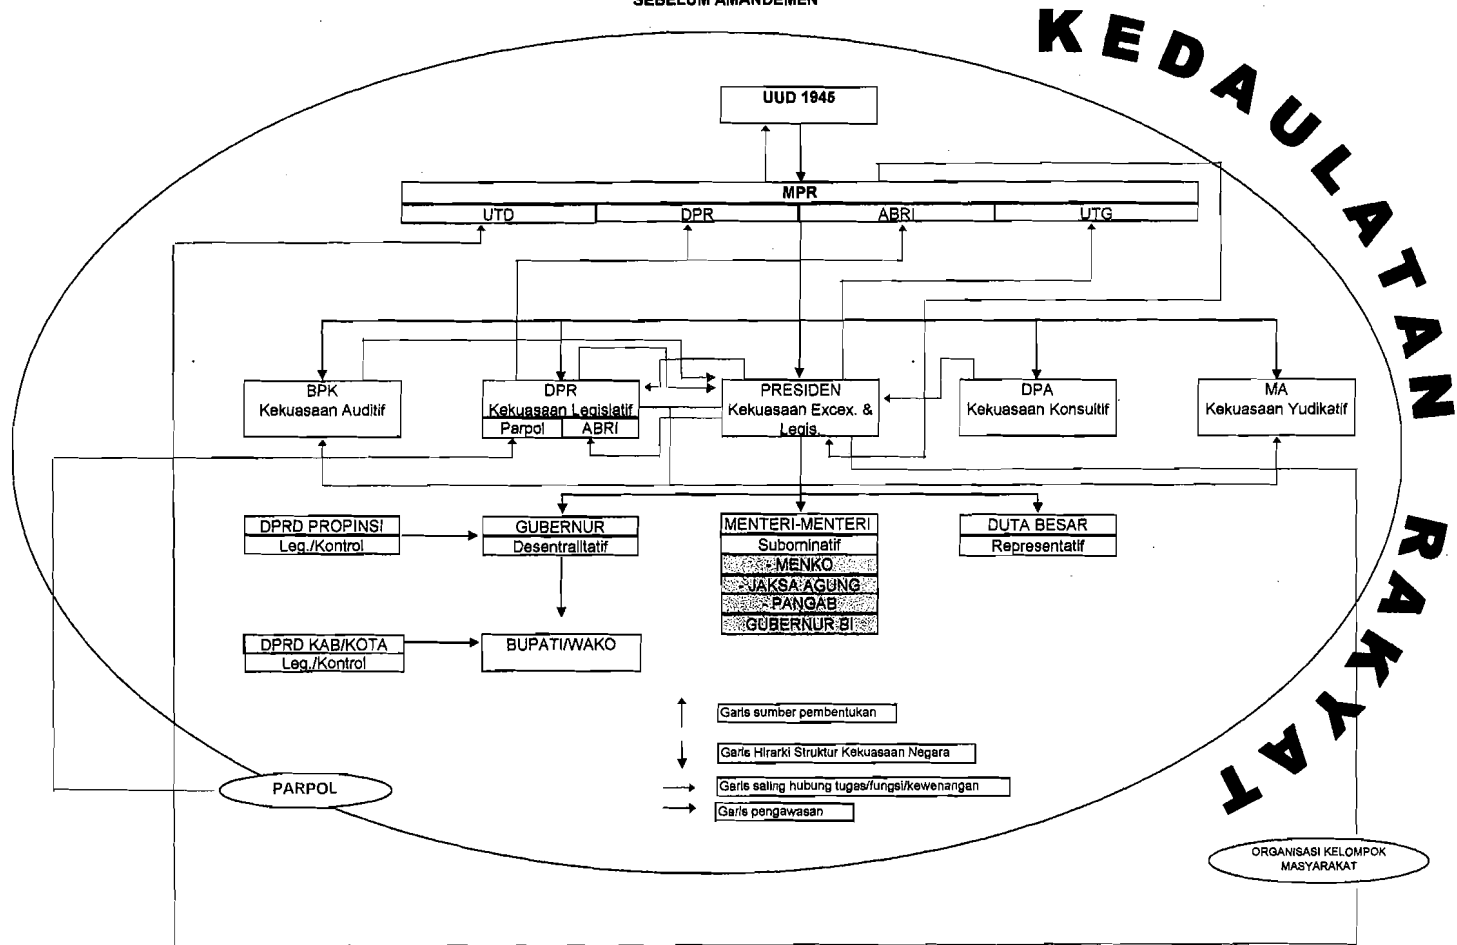 SEBELUM AMANDEMEN
KEDAULATAN RAKYAT
UUD 1945
MPR
UTD
DPR
ABRI
UTG
BPK
Kekuasaan Auditif
DPR
Kekuasaan Legislatif
Parpol
ABRI
PRESIDEN
Kekuasaan Excex. &
Legis.
DPA
Kekuasaan Konsultif
MA
Kekuasaan Yudikatif
DPRD PROPINSI
Leg./Kontrol
GUBERNUR
Desentralitatif
MENTERI-MENTERI
Suborninatif
- MENKO
- JAKSA AGUNG
- PANGAB
GUBERNUR BI
DUTA BESAR
Representatif
DPRD KAB/KOTA
Leg./Kontrol
BUPATI/WAKO
Garis sumber pembentukan
Garis Hirarki Struktur Kekuasaan Negara
Garis saling hubung tugas/fungsi/kewenangan
Garis pengawasan
PARPOL
ORGANISASI KELOMPOK
MASYARAKAT